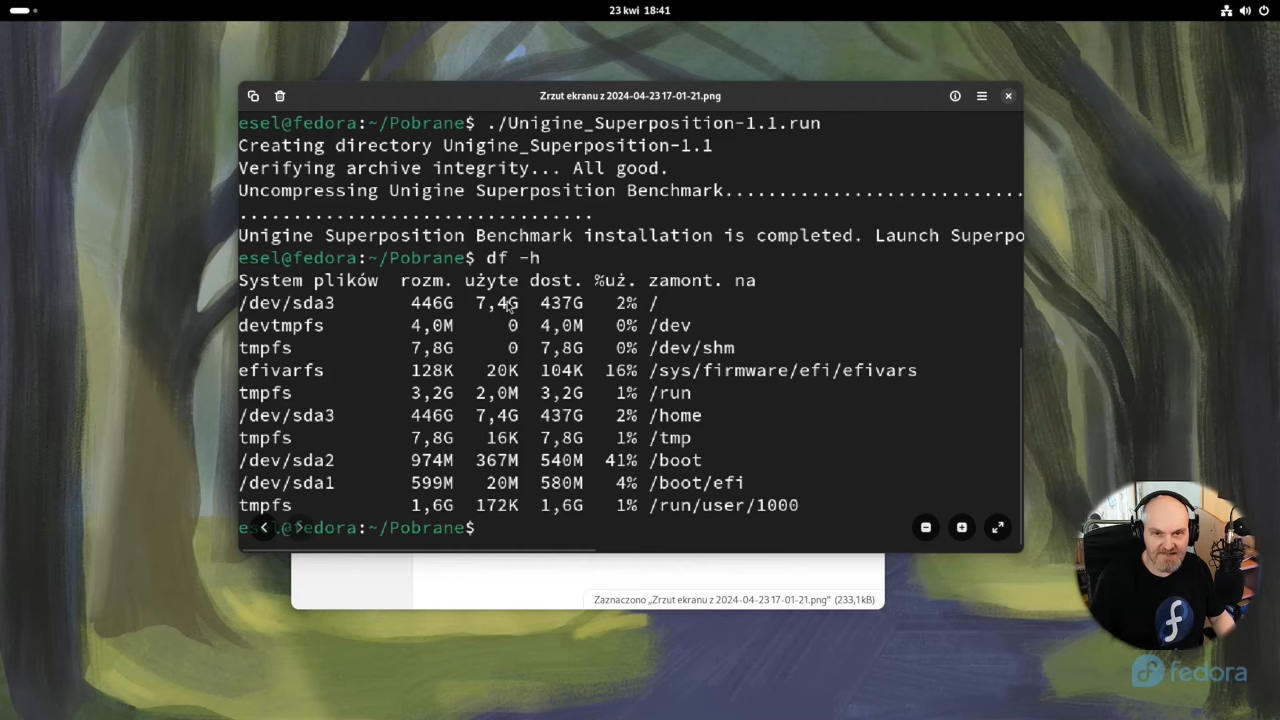 23 kwi 18:41
Zrzut ekranu z 2024-04-23 17-01-21.png
esel@fedora:~/Pobrane$ ./Unigine_Superposition-1.1.run
Creating directory Unigine_Superposition-1.1
Verifying archive integrity... All good.
Uncompressing Unigine Superposition Benchmark............................
.................................
Unigine Superposition Benchmark installation is completed. Launch Superpo
esel@fedora:~/Pobrane$ df -h
System plików rozm. użyte dost. %uż. zamont. na
/dev/sda3 446G 7,4G 437G 2% /
devtmpfs 4,0M 0 4,0M 0% /dev
tmpfs 7,8G 0 7,8G 0% /dev/shm
efivarfs 128K 20K 104K 16% /sys/firmware/efi/efivars
tmpfs 3,2G 2,0M 3,2G 1% /run
/dev/sda3 446G 7,4G 437G 2% /home
tmpfs 7,8G 16K 7,8G 1% /tmp
/dev/sda2 974M 367M 540M 41% /boot
/dev/sda1 599M 20M 580M 4% /boot/efi
tmpfs 1,6G 172K 1,6G 1% /run/user/1000
esel@fedora:~/Pobrane$
Zaznaczono „Zrzut ekranu z 2024-04-23 17-01-21.png” (233,1kB)
fedora